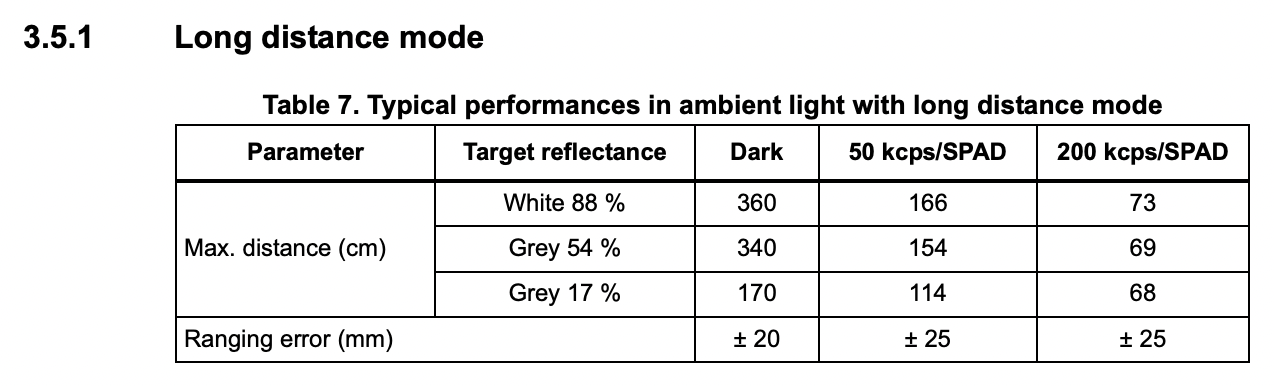 3.5.1 Long distance mode
Table 7. Typical performances in ambient light with long distance mode
Parameter Target reflectance Dark 50 kcps/SPAD 200 kcps/SPAD
White 88 % 360 166 73
Max. distance (cm) Grey 54 % 340 154 69
Grey 17 % 170 114 68
Ranging error (mm) ± 20 ± 25 ± 25